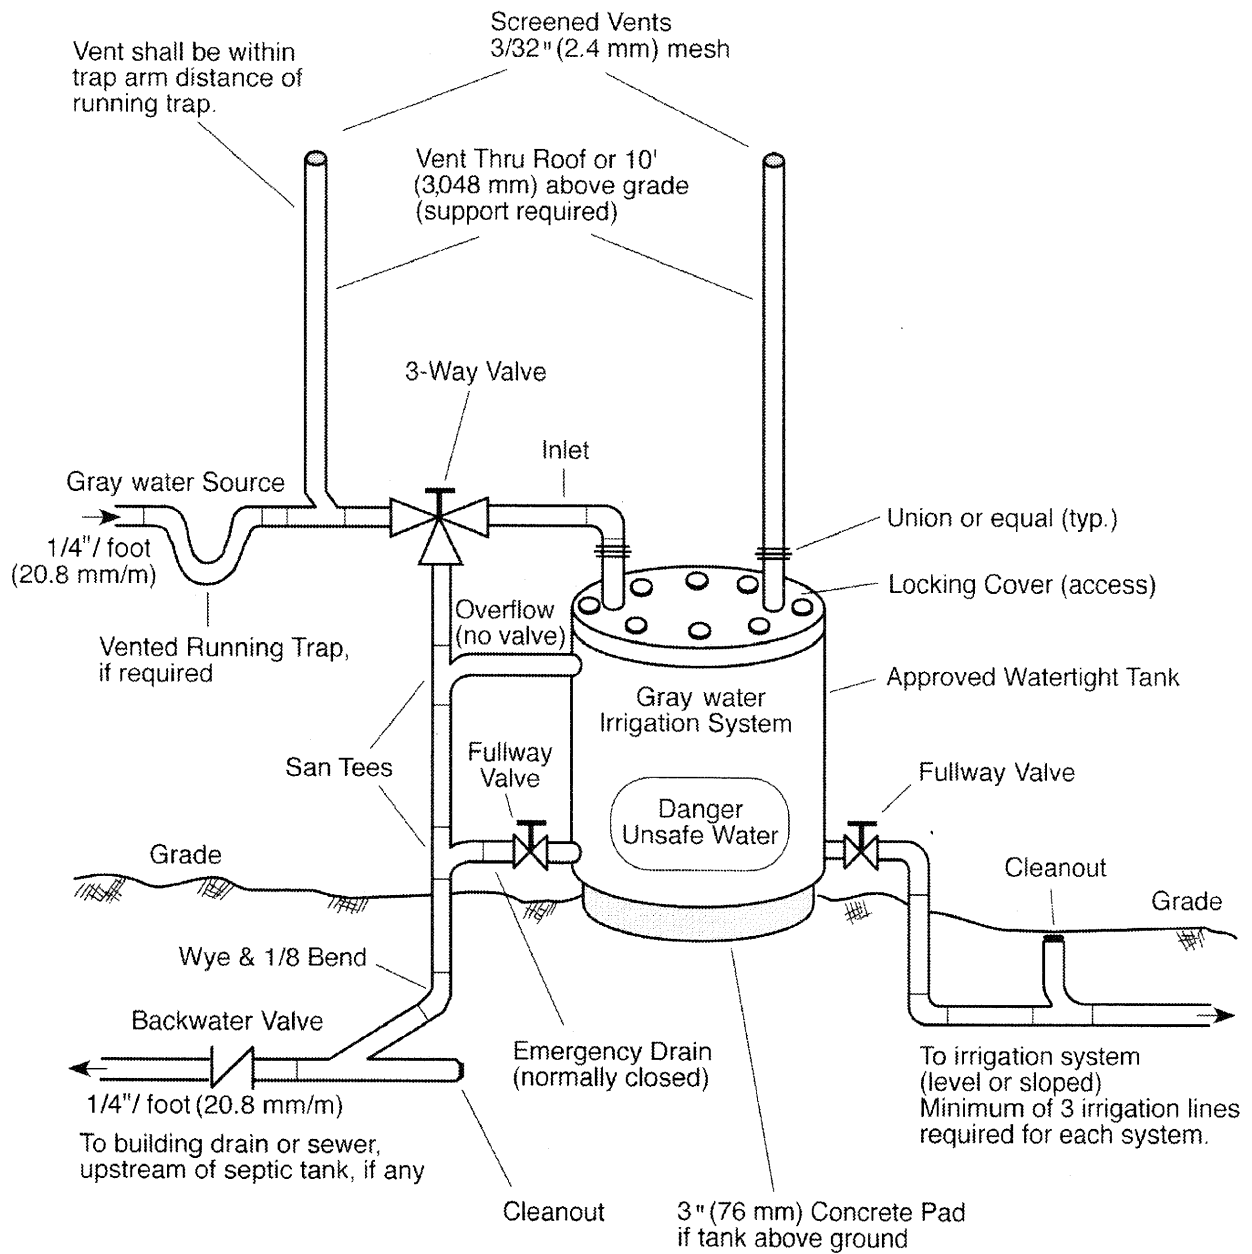 Screened Vents
3/32" (2.4 mm) mesh
Vent shall be within
trap arm distance of
running trap.
Vent Thru Roof or 10'
(3,048 mm) above grade
(support required)
3-Way Valve
Inlet
Gray water Source
1/4"/ foot
(20.8 mm/m)
Union or equal (typ.)
Locking Cover (access)
Overflow
(no valve)
Vented Running Trap,
if required
Approved Watertight Tank
Gray water
Irrigation System
San Tees
Fullway
Valve
Fullway Valve
Danger
Unsafe Water
Grade
Cleanout
Grade
Wye & 1/8 Bend
Backwater Valve
1/4"/ foot (20.8 mm/m)
To building drain or sewer,
upstream of septic tank, if any
Emergency Drain
(normally closed)
To irrigation system
(level or sloped)
Minimum of 3 irrigation lines
required for each system.
Cleanout
3" (76 mm) Concrete Pad
if tank above ground